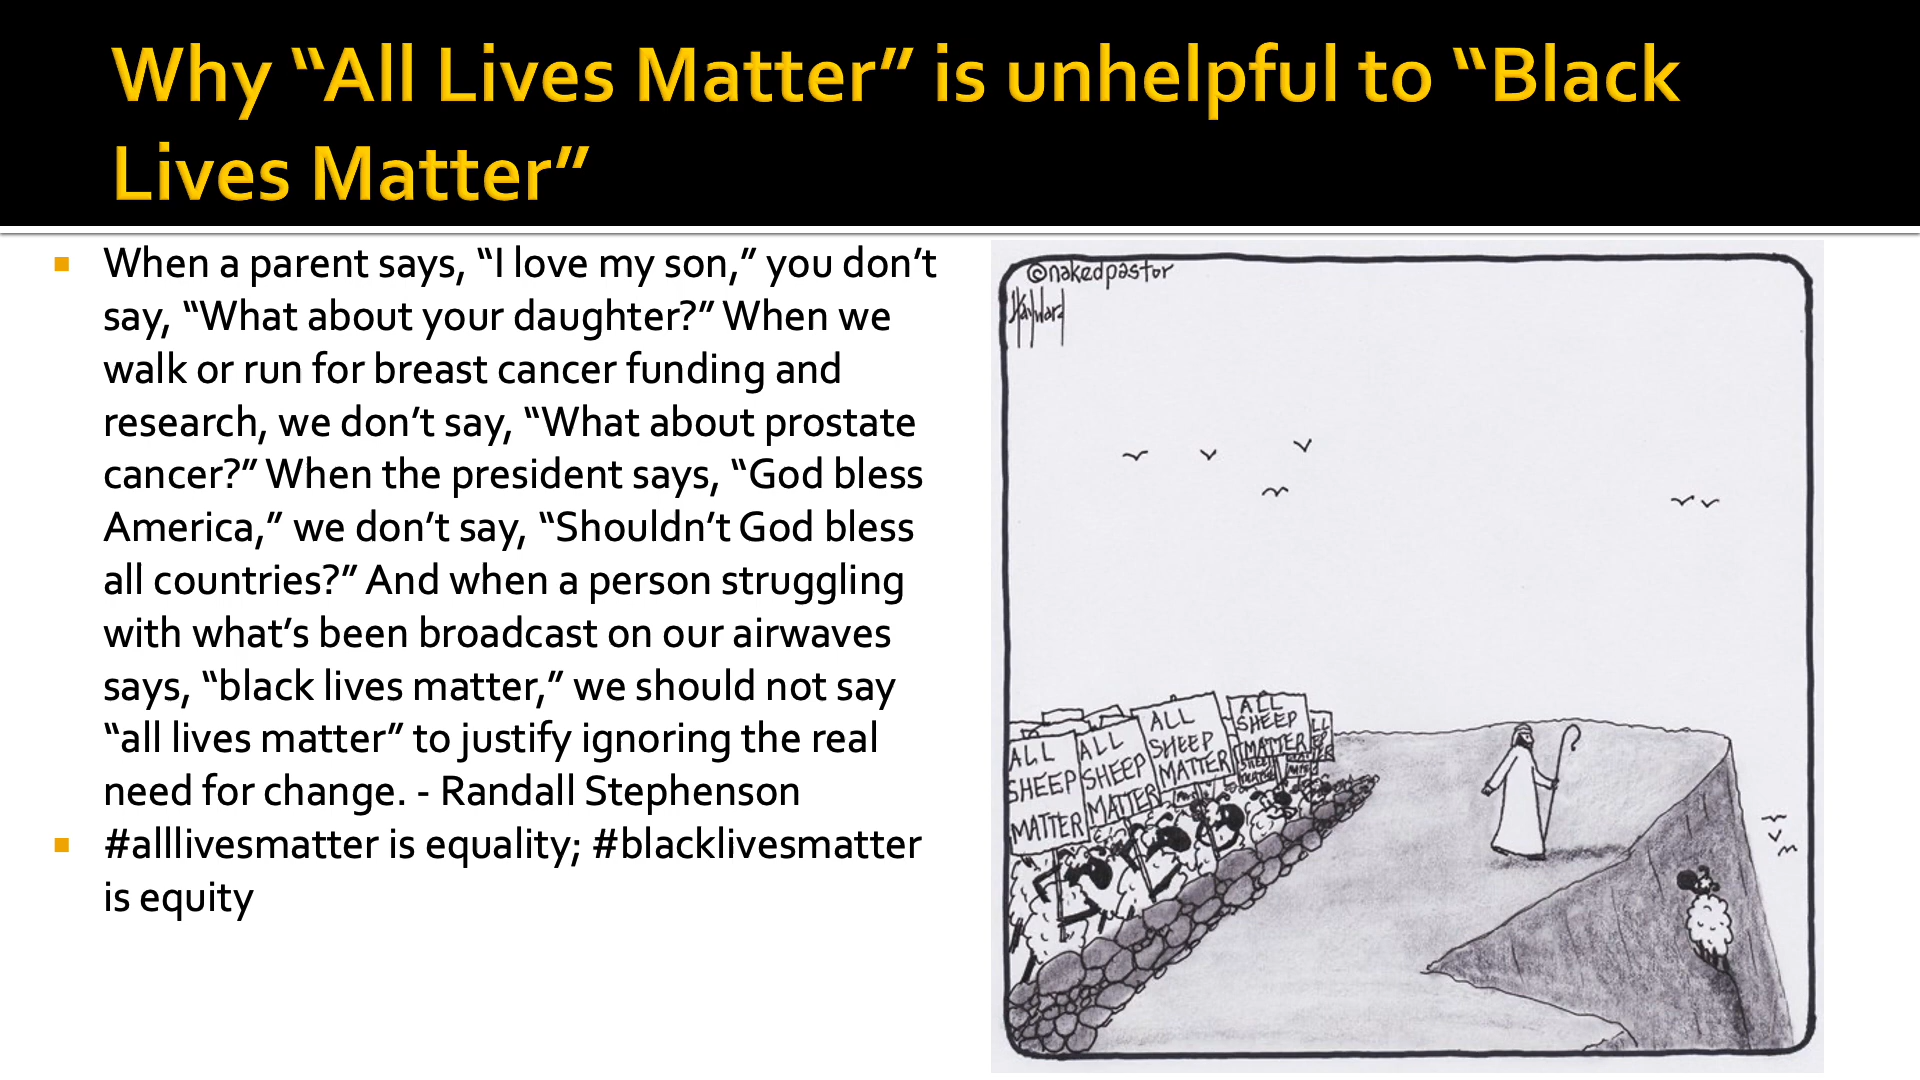 Why “All Lives Matter” is unhelpful to “Black
Lives Matter”
When a parent says, “I love my son,” you don’t
say, “What about your daughter?” When we
walk or run for breast cancer funding and
research, we don’t say, “What about prostate
cancer?” When the president says, “God bless
America,” we don’t say, “Shouldn’t God bless
all countries?” And when a person struggling
with what’s been broadcast on our airwaves
says, “black lives matter,” we should not say
“all lives matter” to justify ignoring the real
need for change. - Randall Stephenson
#alllivesmatter is equality; #blacklivesmatter
is equity
©nakedpastor
Hayward
ALL
SHEEP
MATTER
ALL
SHEEP
MATTER
ALL
SHEEP
MATTER
ALL
SHEEP
MATTER